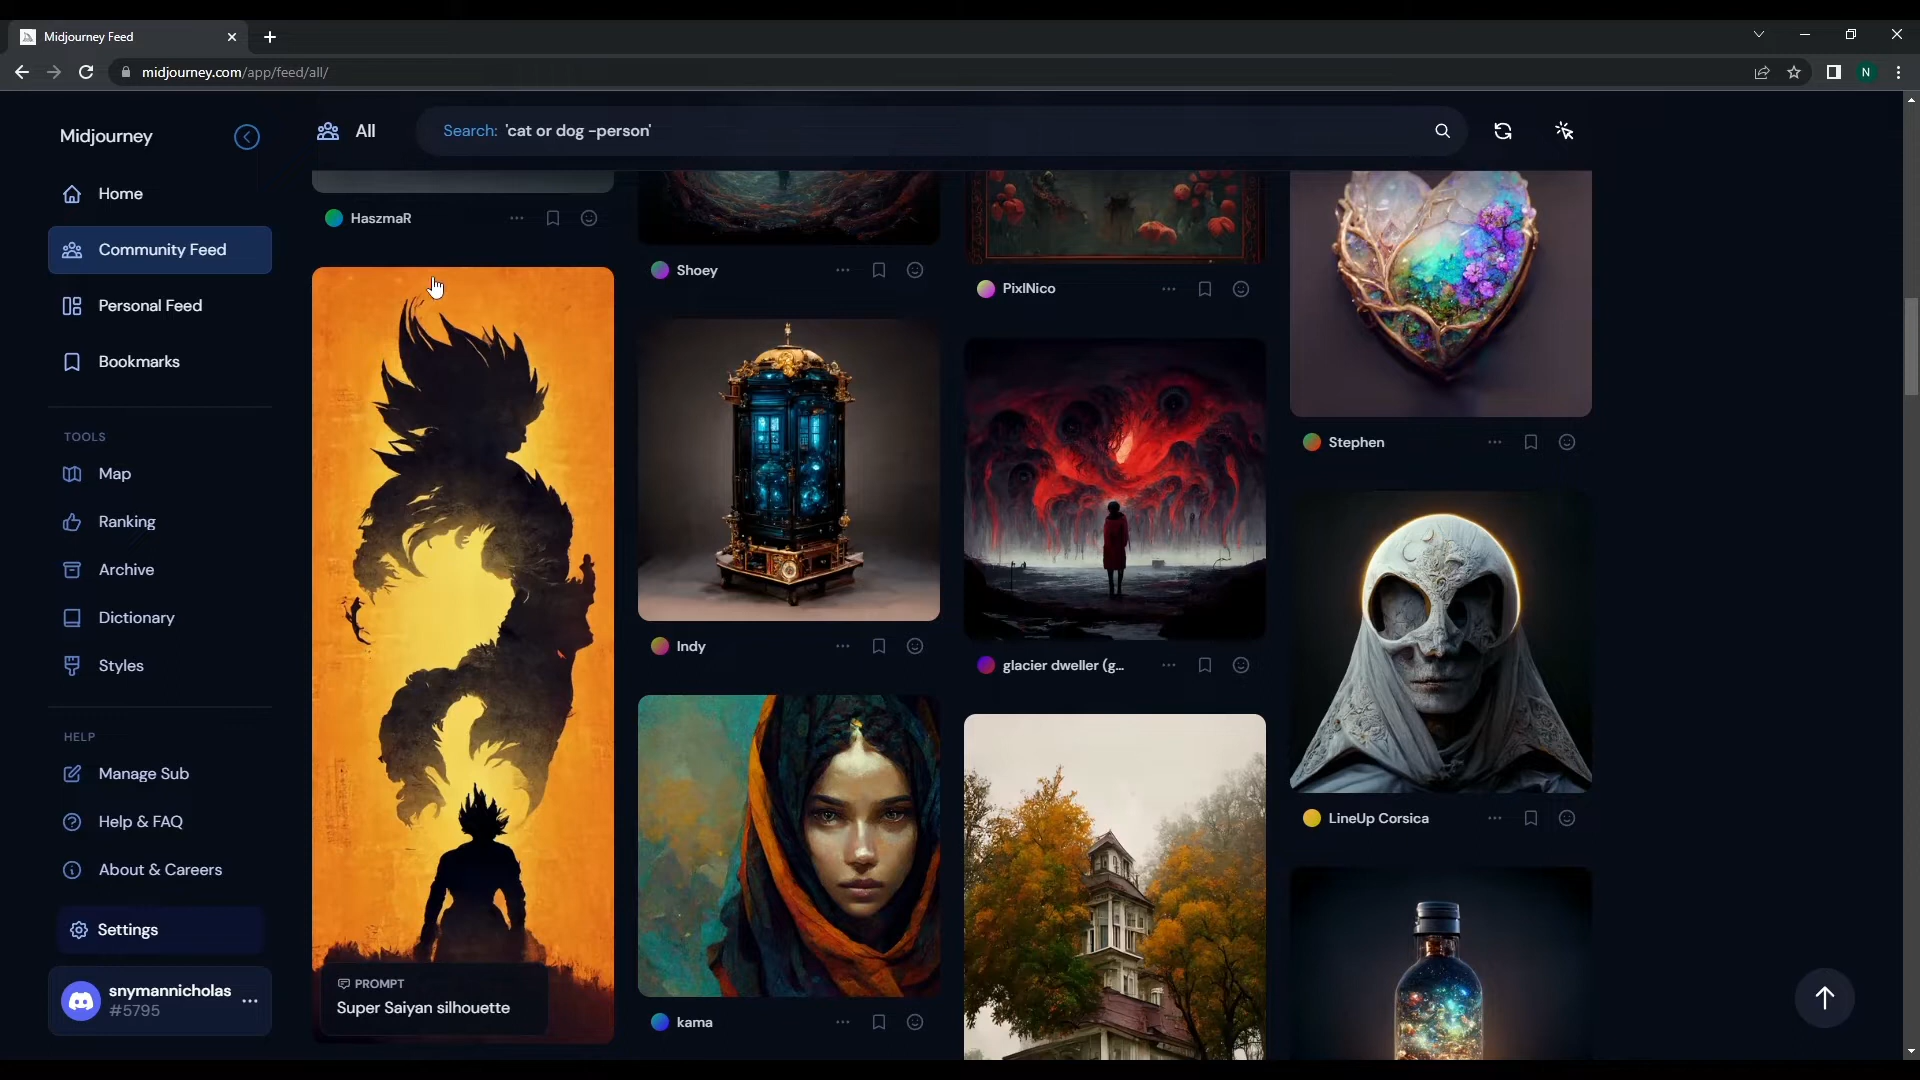 Midjourney Feed
midjourney.com/app/feed/all/
N
Midjourney
All
Search: 'cat or dog -person'
Home
Community Feed
Personal Feed
Bookmarks
TOOLS
Map
Ranking
Archive
Dictionary
Styles
HELP
Manage Sub
Help & FAQ
About & Careers
Settings
snymannicholas
#5795
HaszmaR
PROMPT
Super Saiyan silhouette
Shoey
Indy
kama
PixlNico
glacier dweller (g...
Stephen
LineUp Corsica